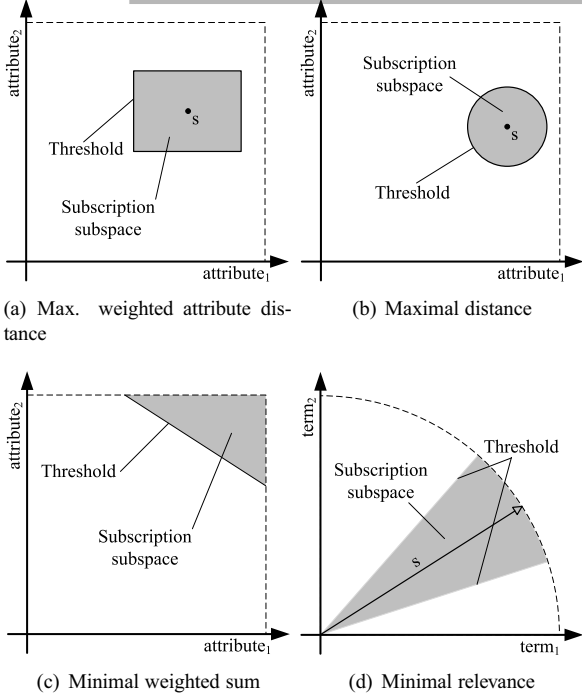 attribute₂
s
Threshold
Subscription
subspace
attribute₁
(a) Max. weighted attribute dis-
tance
attribute₂
Subscription
subspace
s
Threshold
attribute₁
(b) Maximal distance
attribute₂
Threshold
Subscription
subspace
attribute₁
(c) Minimal weighted sum
term₂
Threshold
Subscription
subspace
s
term₁
(d) Minimal relevance